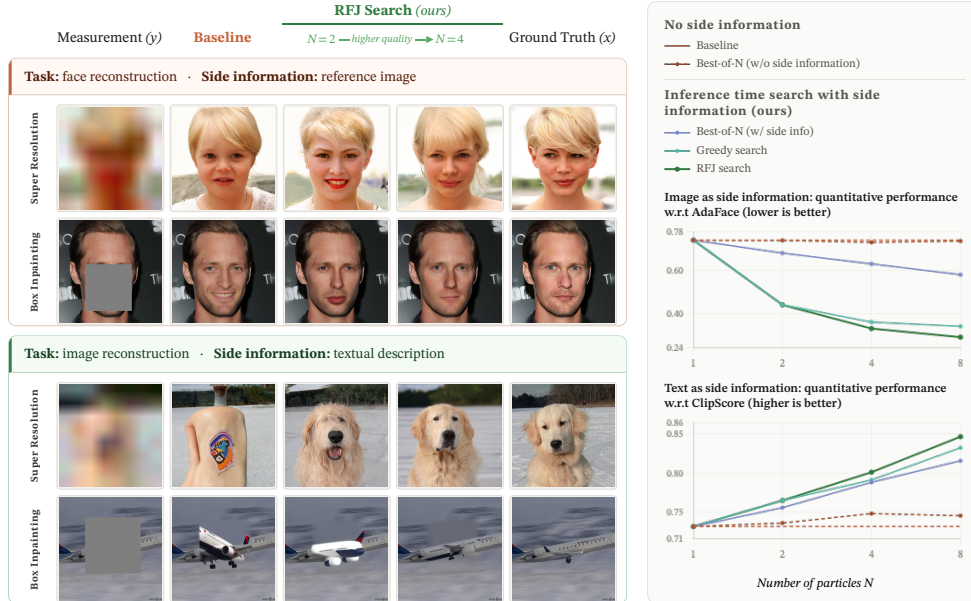 RFJ Search (ours)
Measurement (y)
Baseline
N = 2 higher quality N = 4
Ground Truth (x)
Task: face reconstruction · Side information: reference image
Super Resolution
Box Inpainting
Task: image reconstruction · Side information: textual description
Super Resolution
Box Inpainting
No side information
Baseline
Best-of-N (w/o side information)
Inference time search with side
information (ours)
Best-of-N (w/ side info)
Greedy search
RFJ search
Image as side information: quantitative performance
w.r.t AdaFace (lower is better)
0.78
0.60
0.40
0.24
1 2 4 8
Text as side information: quantitative performance
w.r.t ClipScore (higher is better)
0.86
0.85
0.80
0.75
0.71
1 2 4 8
Number of particles N